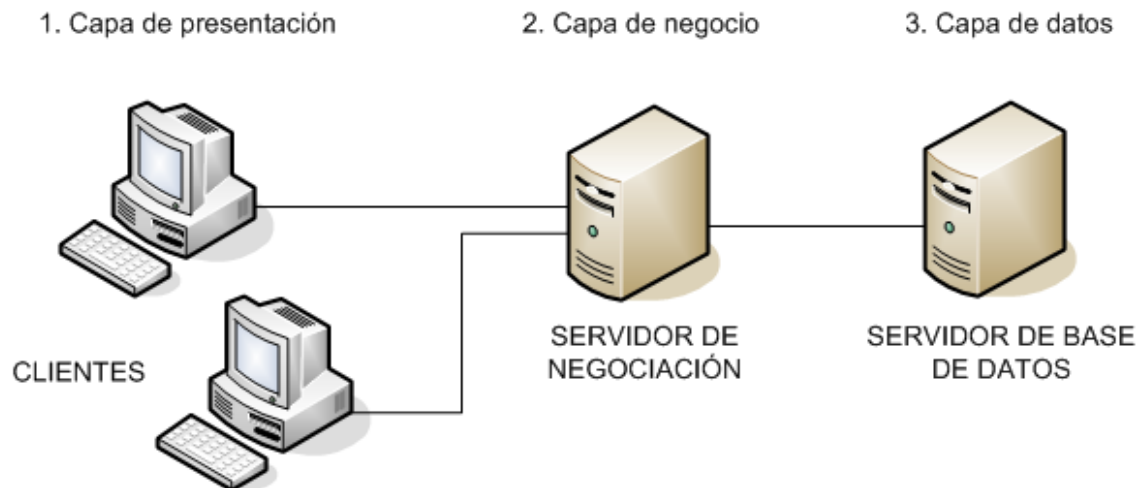 1. Capa de presentación
2. Capa de negocio
3. Capa de datos
CLIENTES
SERVIDOR DE
NEGOCIACIÓN
SERVIDOR DE BASE
DE DATOS